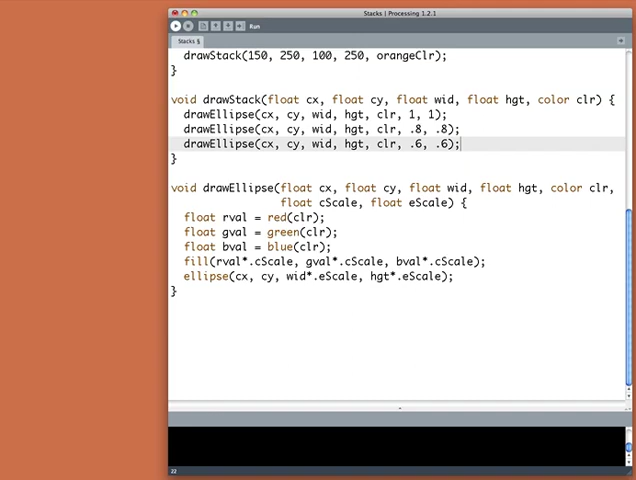 Stacks | Processing 1.2.1
Run
Stacks §
drawStack(150, 250, 100, 250, orangeClr);
}
void drawStack(float cx, float cy, float wid, float hgt, color clr) {
drawEllipse(cx, cy, wid, hgt, clr, 1, 1);
drawEllipse(cx, cy, wid, hgt, clr, .8, .8);
drawEllipse(cx, cy, wid, hgt, clr, .6, .6);
}
void drawEllipse(float cx, float cy, float wid, float hgt, color clr,
float cScale, float eScale) {
float rval = red(clr);
float gval = green(clr);
float bval = blue(clr);
fill(rval*.cScale, gval*.cScale, bval*.cScale);
ellipse(cx, cy, wid*.eScale, hgt*.eScale);
}
22